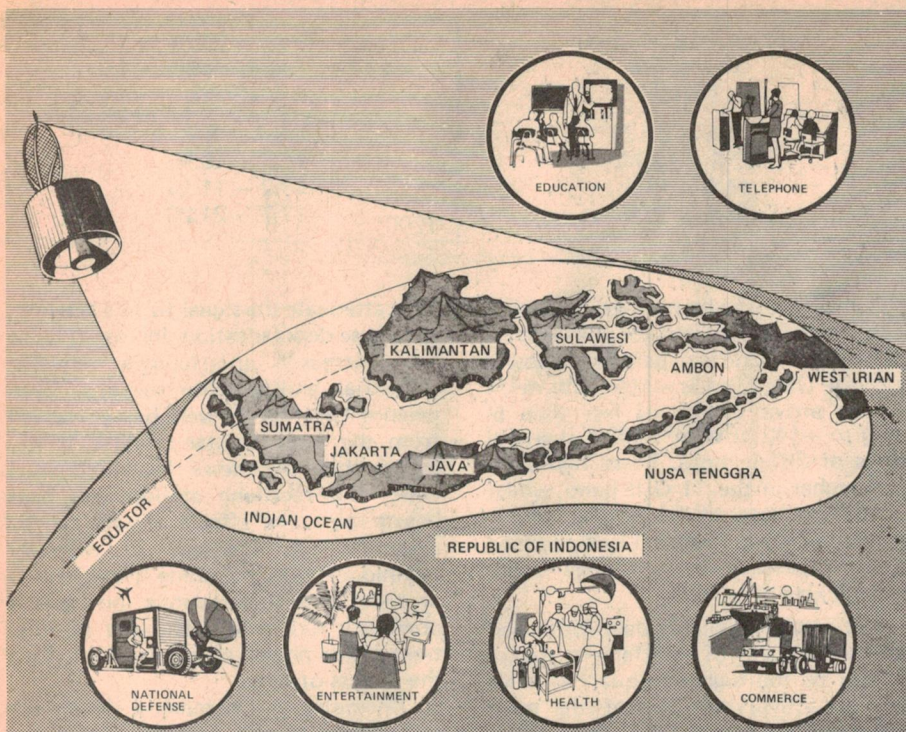 EDUCATION
TELEPHONE
KALIMANTAN
SULAWESI
AMBON
WEST IRIAN
SUMATRA
JAKARTA
JAVA
NUSA TENGGRA
INDIAN OCEAN
EQUATOR
REPUBLIC OF INDONESIA
NATIONAL
DEFENSE
ENTERTAINMENT
HEALTH
COMMERCE